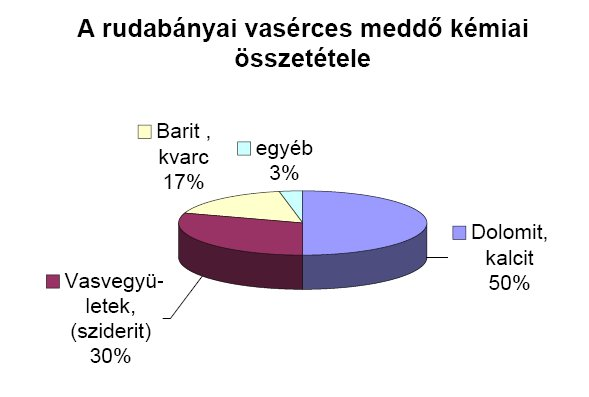 A rudabányai vasérces meddő kémiai
összetétele
Barit ,
kvarc
17%
egyéb
3%
Dolomit,
kalcit
50%
Vasvegyü-
letek,
(sziderit)
30%